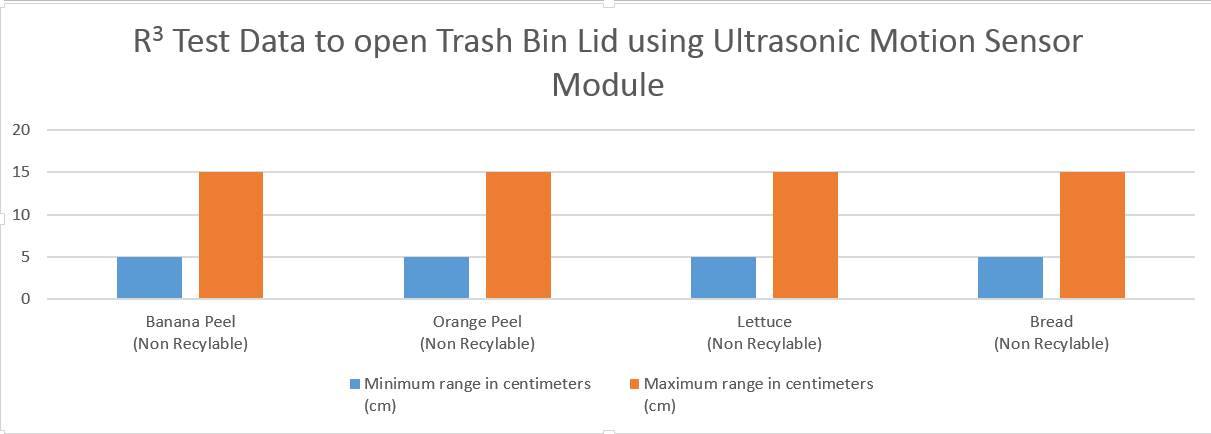 R³ Test Data to open Trash Bin Lid using Ultrasonic Motion Sensor
Module
20
15
10
5
0
Banana Peel
(Non Recylable)
Orange Peel
(Non Recylable)
Lettuce
(Non Recylable)
Bread
(Non Recylable)
Minimum range in centimeters
(cm)
Maximum range in centimeters
(cm)